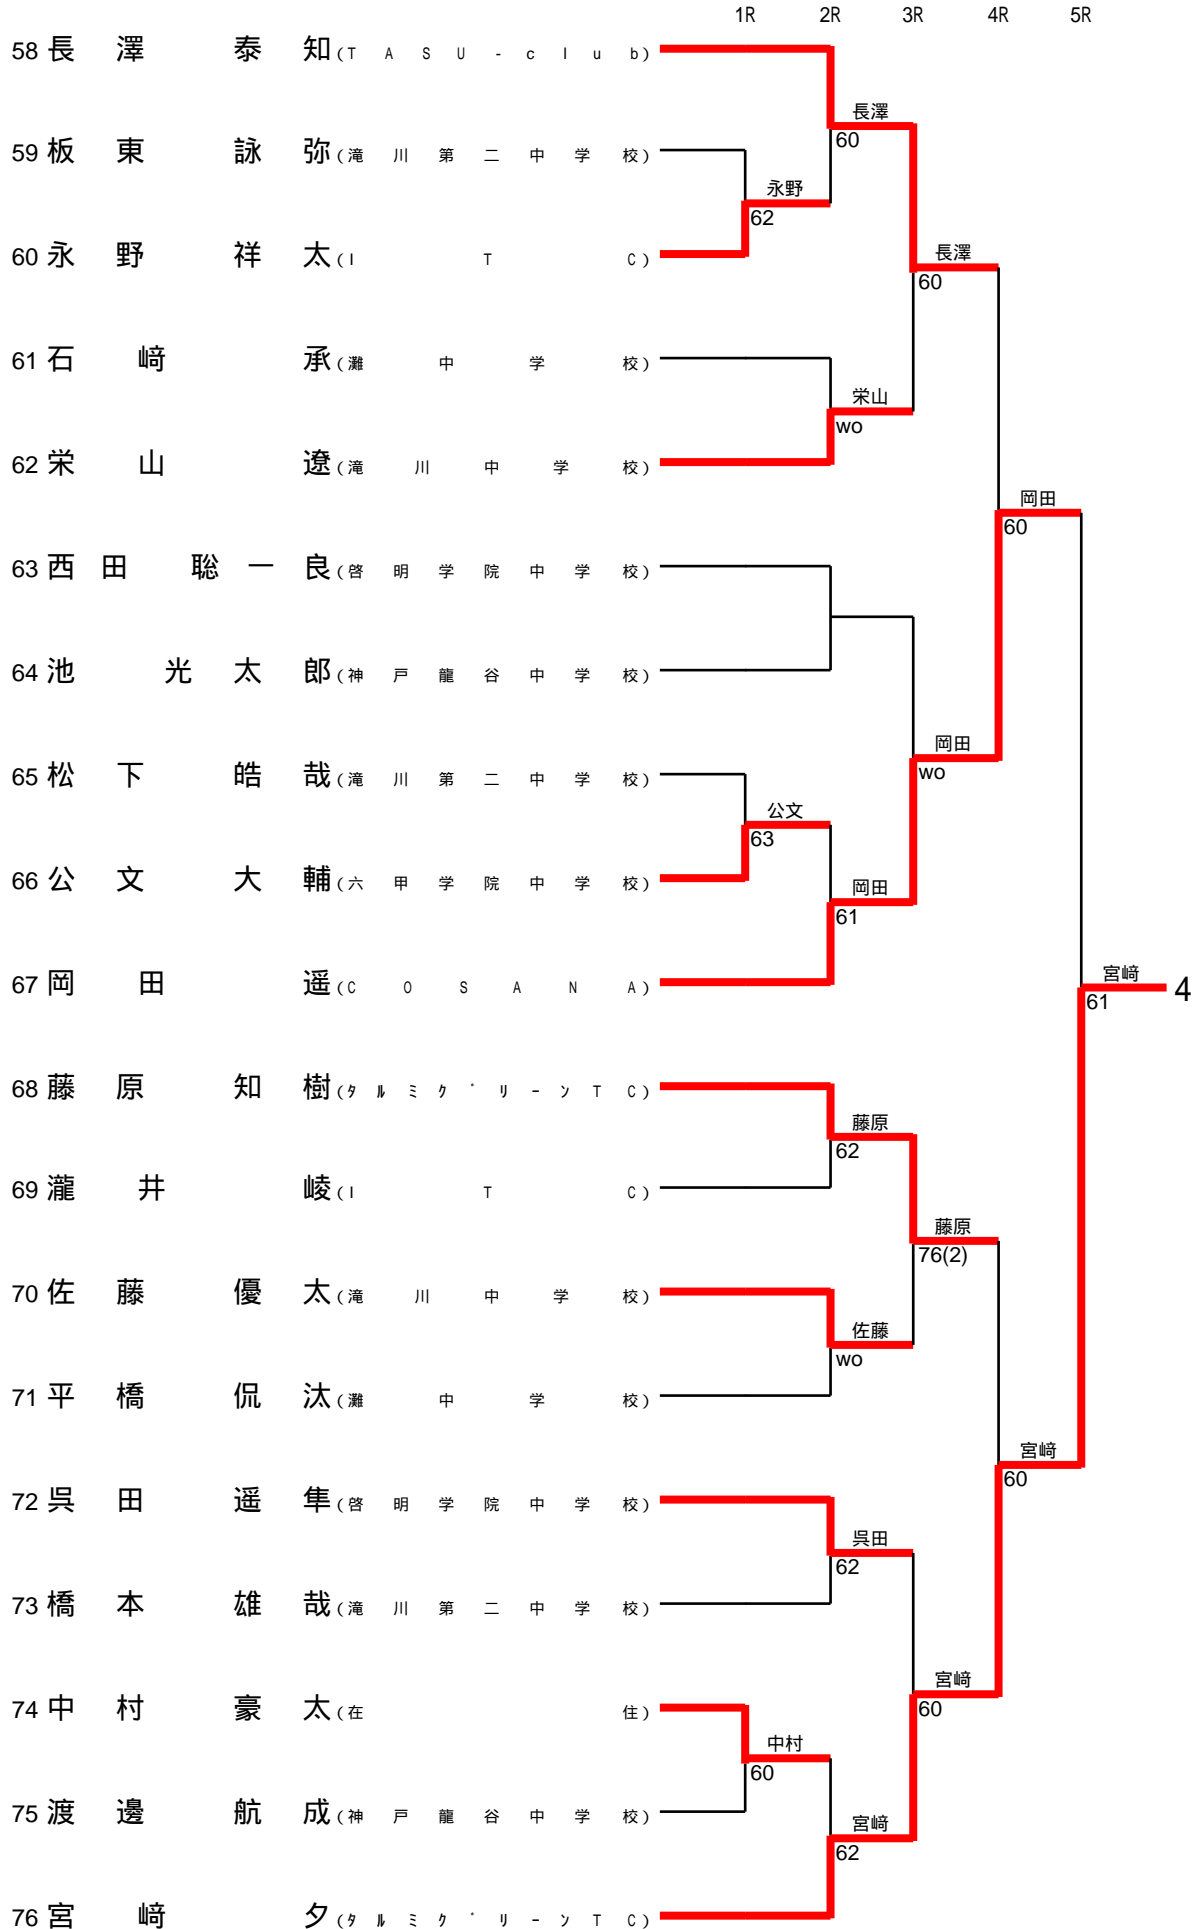 1R 2R 3R 4R 5R
58 長澤 泰知 (TASU-club)
長澤
60
59 板東 詠弥 (滝川第二中学校)
永野
62
60 永野 祥太 (ITC)
長澤
60
61 石﨑 承 (灘中学校)
栄山
wo
62 栄山 遼 (滝川中学校)
岡田
60
63 西田 聡一良 (啓明学院中学校)
64 池 光太郎 (神戸龍谷中学校)
岡田
wo
65 松下 皓哉 (滝川第二中学校)
公文
63
66 公文 大輔 (六甲学院中学校)
岡田
61
67 岡田 遥 (COSANA)
宮﨑
61
4
68 藤原 知樹 (タルミグリーンTC)
藤原
62
69 瀧井 崚 (ITC)
藤原
76(2)
70 佐藤 優太 (滝川中学校)
佐藤
wo
71 平橋 侃汰 (灘中学校)
宮﨑
60
72 呉田 遥隼 (啓明学院中学校)
呉田
62
73 橋本 雄哉 (滝川第二中学校)
宮﨑
60
74 中村 豪太 (在住)
中村
60
75 渡邊 航成 (神戸龍谷中学校)
宮﨑
62
76 宮﨑 夕 (タルミグリーンTC)